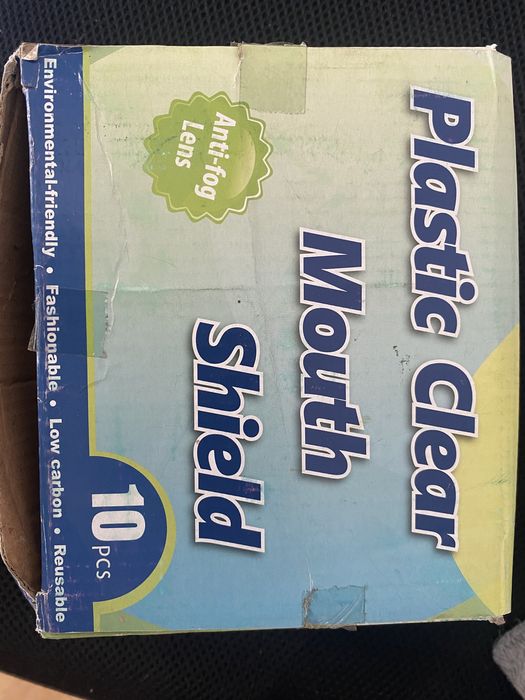 Plastic Clear
Mouth
Shield
Anti-fog
Lens
10 PCS
Environmental-friendly • Fashionable • Low carbon • Reusable